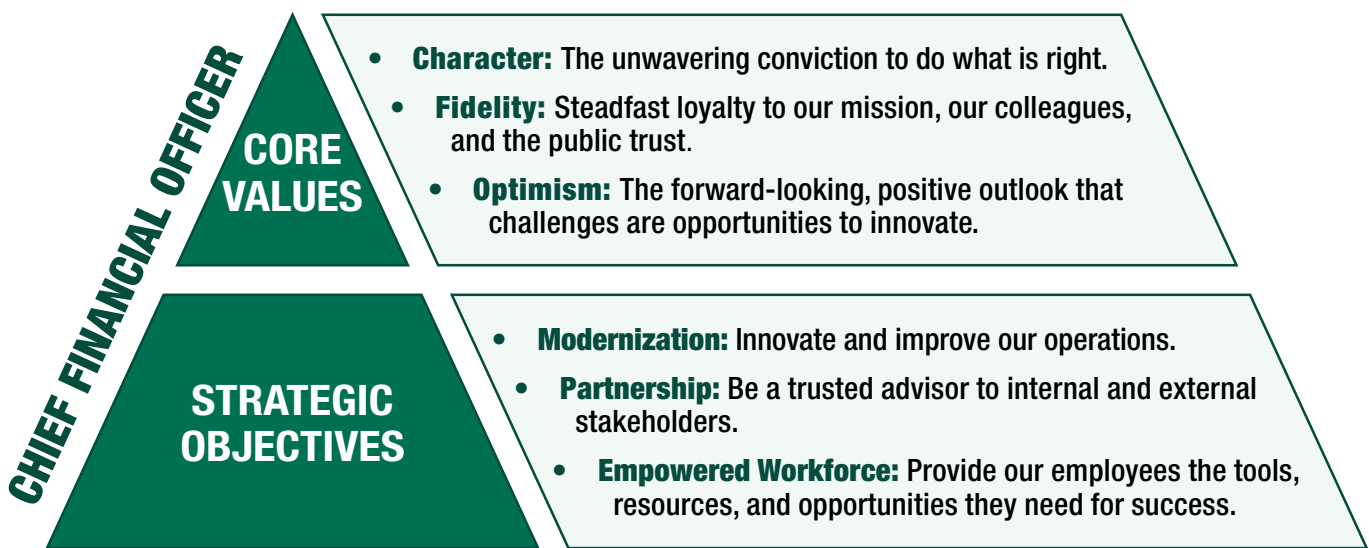 CHIEF FINANCIAL OFFICER
CORE
VALUES
• Character: The unwavering conviction to do what is right.
• Fidelity: Steadfast loyalty to our mission, our colleagues,
and the public trust.
• Optimism: The forward-looking, positive outlook that
challenges are opportunities to innovate.
STRATEGIC
OBJECTIVES
• Modernization: Innovate and improve our operations.
• Partnership: Be a trusted advisor to internal and external
stakeholders.
• Empowered Workforce: Provide our employees the tools,
resources, and opportunities they need for success.